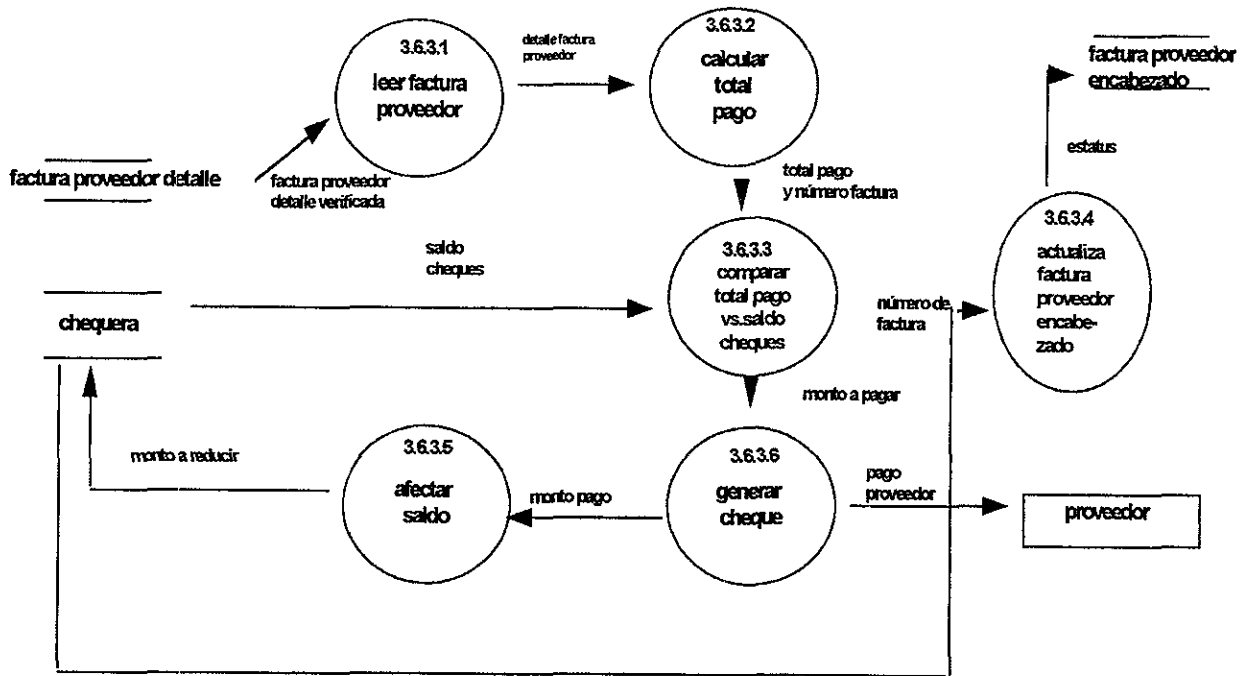 3.6.3.1
leer factura
proveedor
detalle factura
proveedor
3.6.3.2
calcular
total
pago
factura proveedor
encabezado
estatus
factura proveedor detalle
factura proveedor
detalle verificada
total pago
y número factura
3.6.3.4
actualiza
factura
proveedor
encabe-
zado
saldo
cheques
3.6.3.3
comparar
total pago
vs.saldo
cheques
número de
factura
chequera
monto a pagar
monto a reducir
3.6.3.5
afectar
saldo
monto pago
3.6.3.6
generar
cheque
pago
proveedor
proveedor